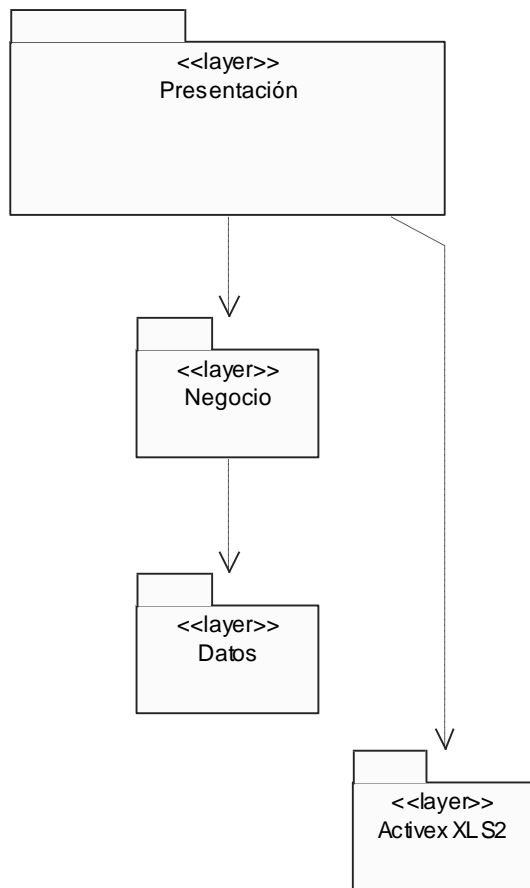 <<layer>>
Presentación
<<layer>>
Negocio
<<layer>>
Datos
<<layer>>
Activex XLS2